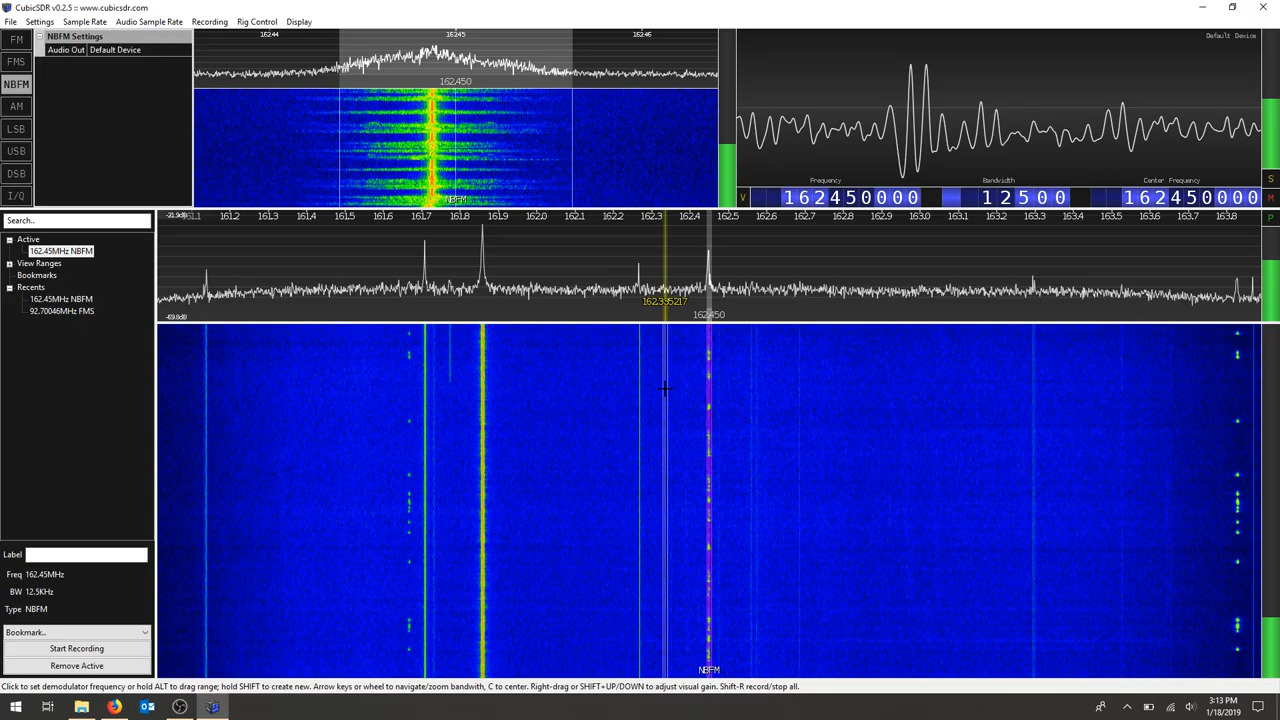 CubicSDR v0.2.5 :: www.cubicsdr.com
File Settings Sample Rate Audio Sample Rate Recording Rig Control Display
FM
FMS
NBFM
AM
LSB
USB
DSB
I/Q
NBFM Settings
Audio Out Default Device
162.44 162.45 162.46
162.450
NBFM
Default Device
Frequency Bandwidth Center Frequency
V 162450000 12500 162450000
S
M
P
Search..
Active
162.45MHz NBFM
View Ranges
Bookmarks
Recents
162.45MHz NBFM
92.70046MHz FMS
161.2 161.3 161.4 161.5 161.6 161.7 161.8 161.9 162.0 162.1 162.2 162.3 162.4 162.5 162.6 162.7 162.8 162.9 163.0 163.1 163.2 163.3 163.4 163.5 163.6 163.7
162.450
NBFM
Label
Freq 162.45MHz
BW 12.5KHz
Type NBFM
Bookmark..
Start Recording
Remove Active
Click to set demodulator frequency or hold ALT to drag range; hold SHIFT to create new. Arrow keys or wheel to navigate/zoom bandwith, C to center. Right-drag or SHIFT+UP/DOWN to adjust visual gain. Shift-R record/stop all.
3:13 PM
1/18/2019